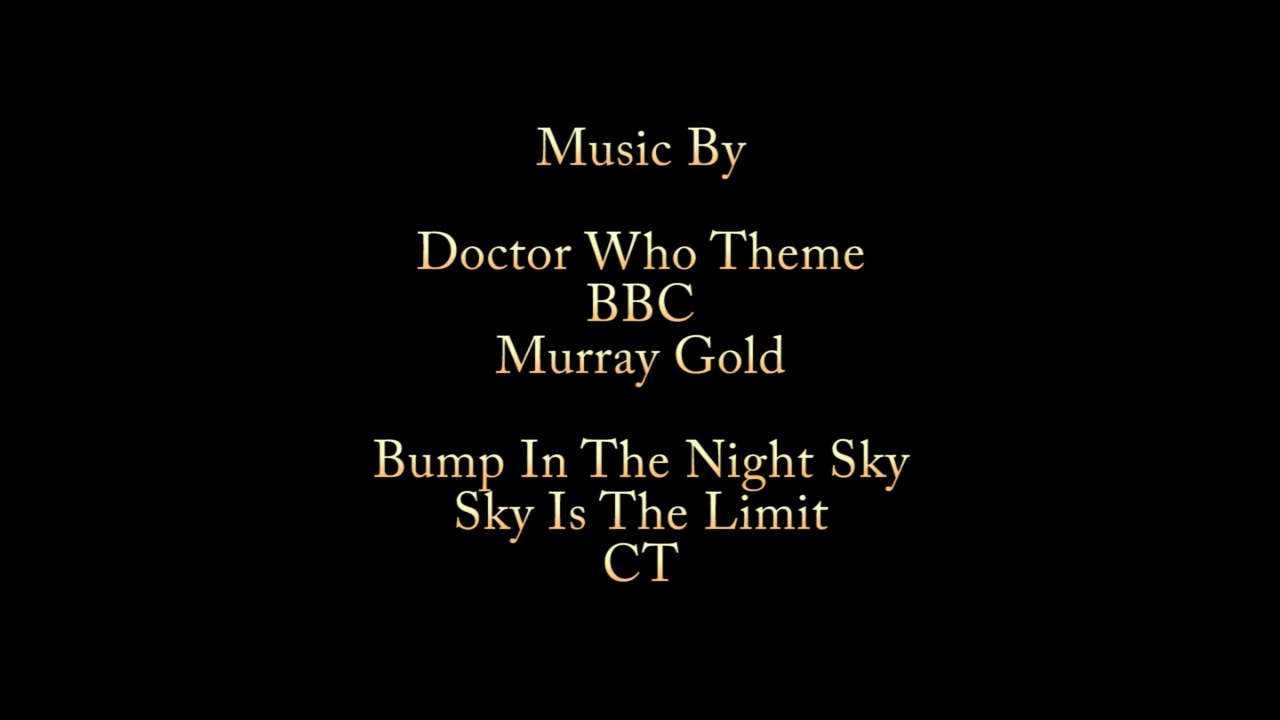 Music By
Doctor Who Theme
BBC
Murray Gold
Bump In The Night Sky
Sky Is The Limit
CT